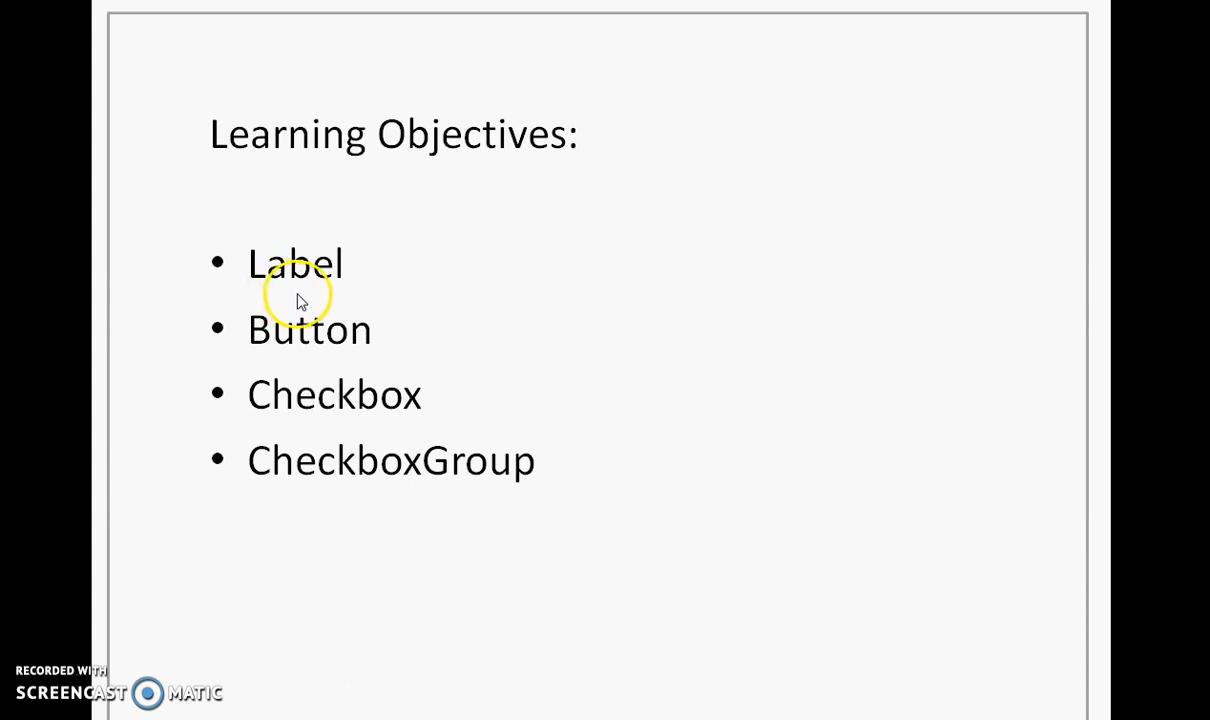 Learning Objectives:
• Label
• Button
• Checkbox
• CheckboxGroup
RECORDED WITH
SCREENCAST MATIC